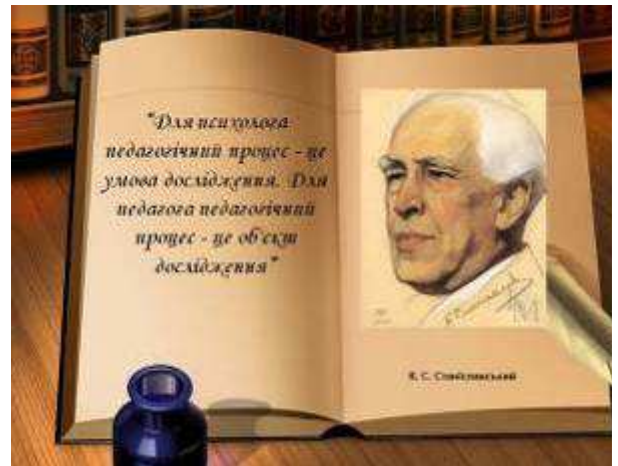 "Для психолога
педагогічний процес - це
умова дослідження. Для
педагога педагогічний
процес - це об'єкт
дослідження"
К. С. Станіславський